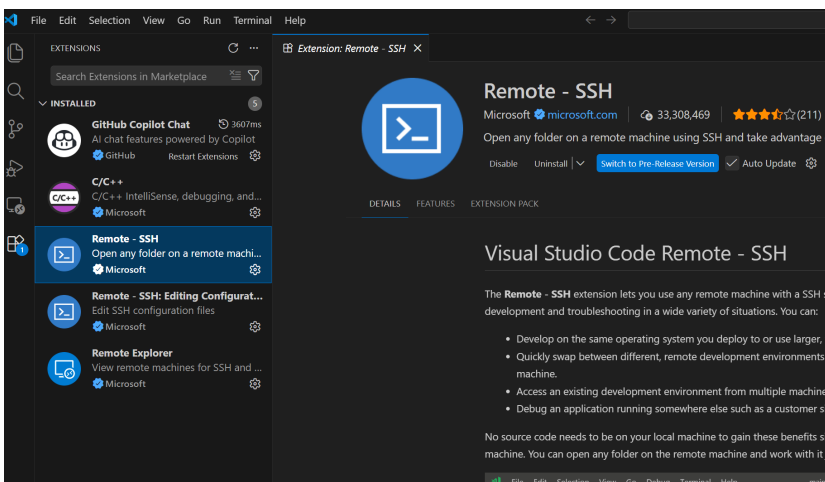 File Edit Selection View Go Run Terminal Help
EXTENSIONS
Search Extensions in Marketplace
INSTALLED 5
GitHub Copilot Chat 3607ms
AI chat features powered by Copilot
GitHub Restart Extensions
C/C++
C/C++
C/C++ IntelliSense, debugging, and...
Microsoft
Remote - SSH
Open any folder on a remote machi...
Microsoft
1
Remote - SSH: Editing Configurat...
Edit SSH configuration files
Microsoft
Remote Explorer
View remote machines for SSH and ...
Microsoft
Extension: Remote - SSH
Remote - SSH
Microsoft microsoft.com 33,308,469 (211)
Open any folder on a remote machine using SSH and take advantage
Disable Uninstall Switch to Pre-Release Version Auto Update
DETAILS FEATURES EXTENSION PACK
Visual Studio Code Remote - SSH
The Remote - SSH extension lets you use any remote machine with a SSH s
development and troubleshooting in a wide variety of situations. You can:
• Develop on the same operating system you deploy to or use larger,
• Quickly swap between different, remote development environments
machine.
• Access an existing development environment from multiple machine
• Debug an application running somewhere else such as a customer s
No source code needs to be on your local machine to gain these benefits s
machine. You can open any folder on the remote machine and work with it
File Edit Selection View Go Debug Terminal Help